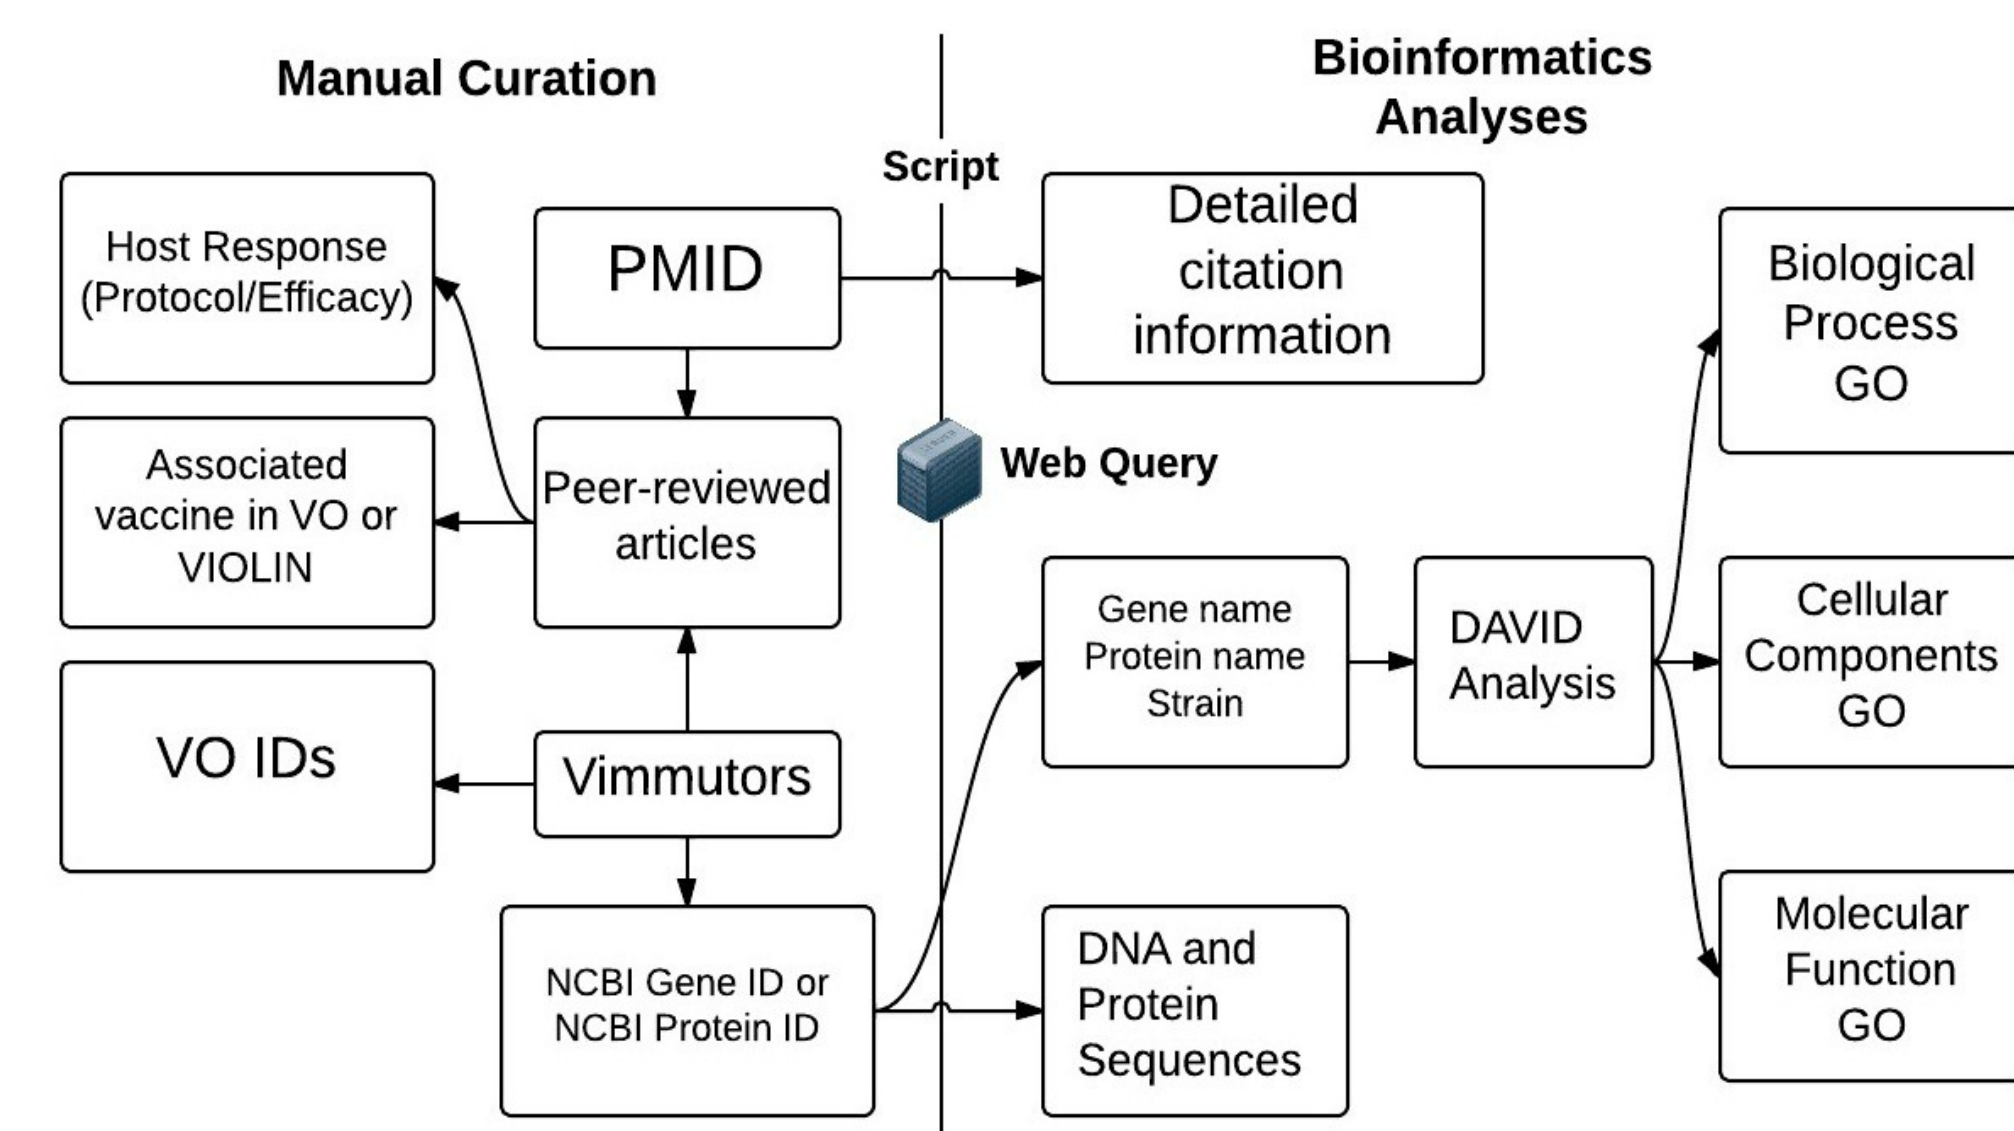 Manual Curation
Bioinformatics
Analyses
Script
Host Response
(Protocol/Efficacy)
PMID
Detailed
citation
information
Biological
Process
GO
Associated
vaccine in VO or
VIOLIN
Peer-reviewed
articles
SERVER
Web Query
Gene name
Protein name
Strain
DAVID
Analysis
Cellular
Components
GO
VO IDs
Vimmutors
NCBI Gene ID or
NCBI Protein ID
DNA and
Protein
Sequences
Molecular
Function
GO